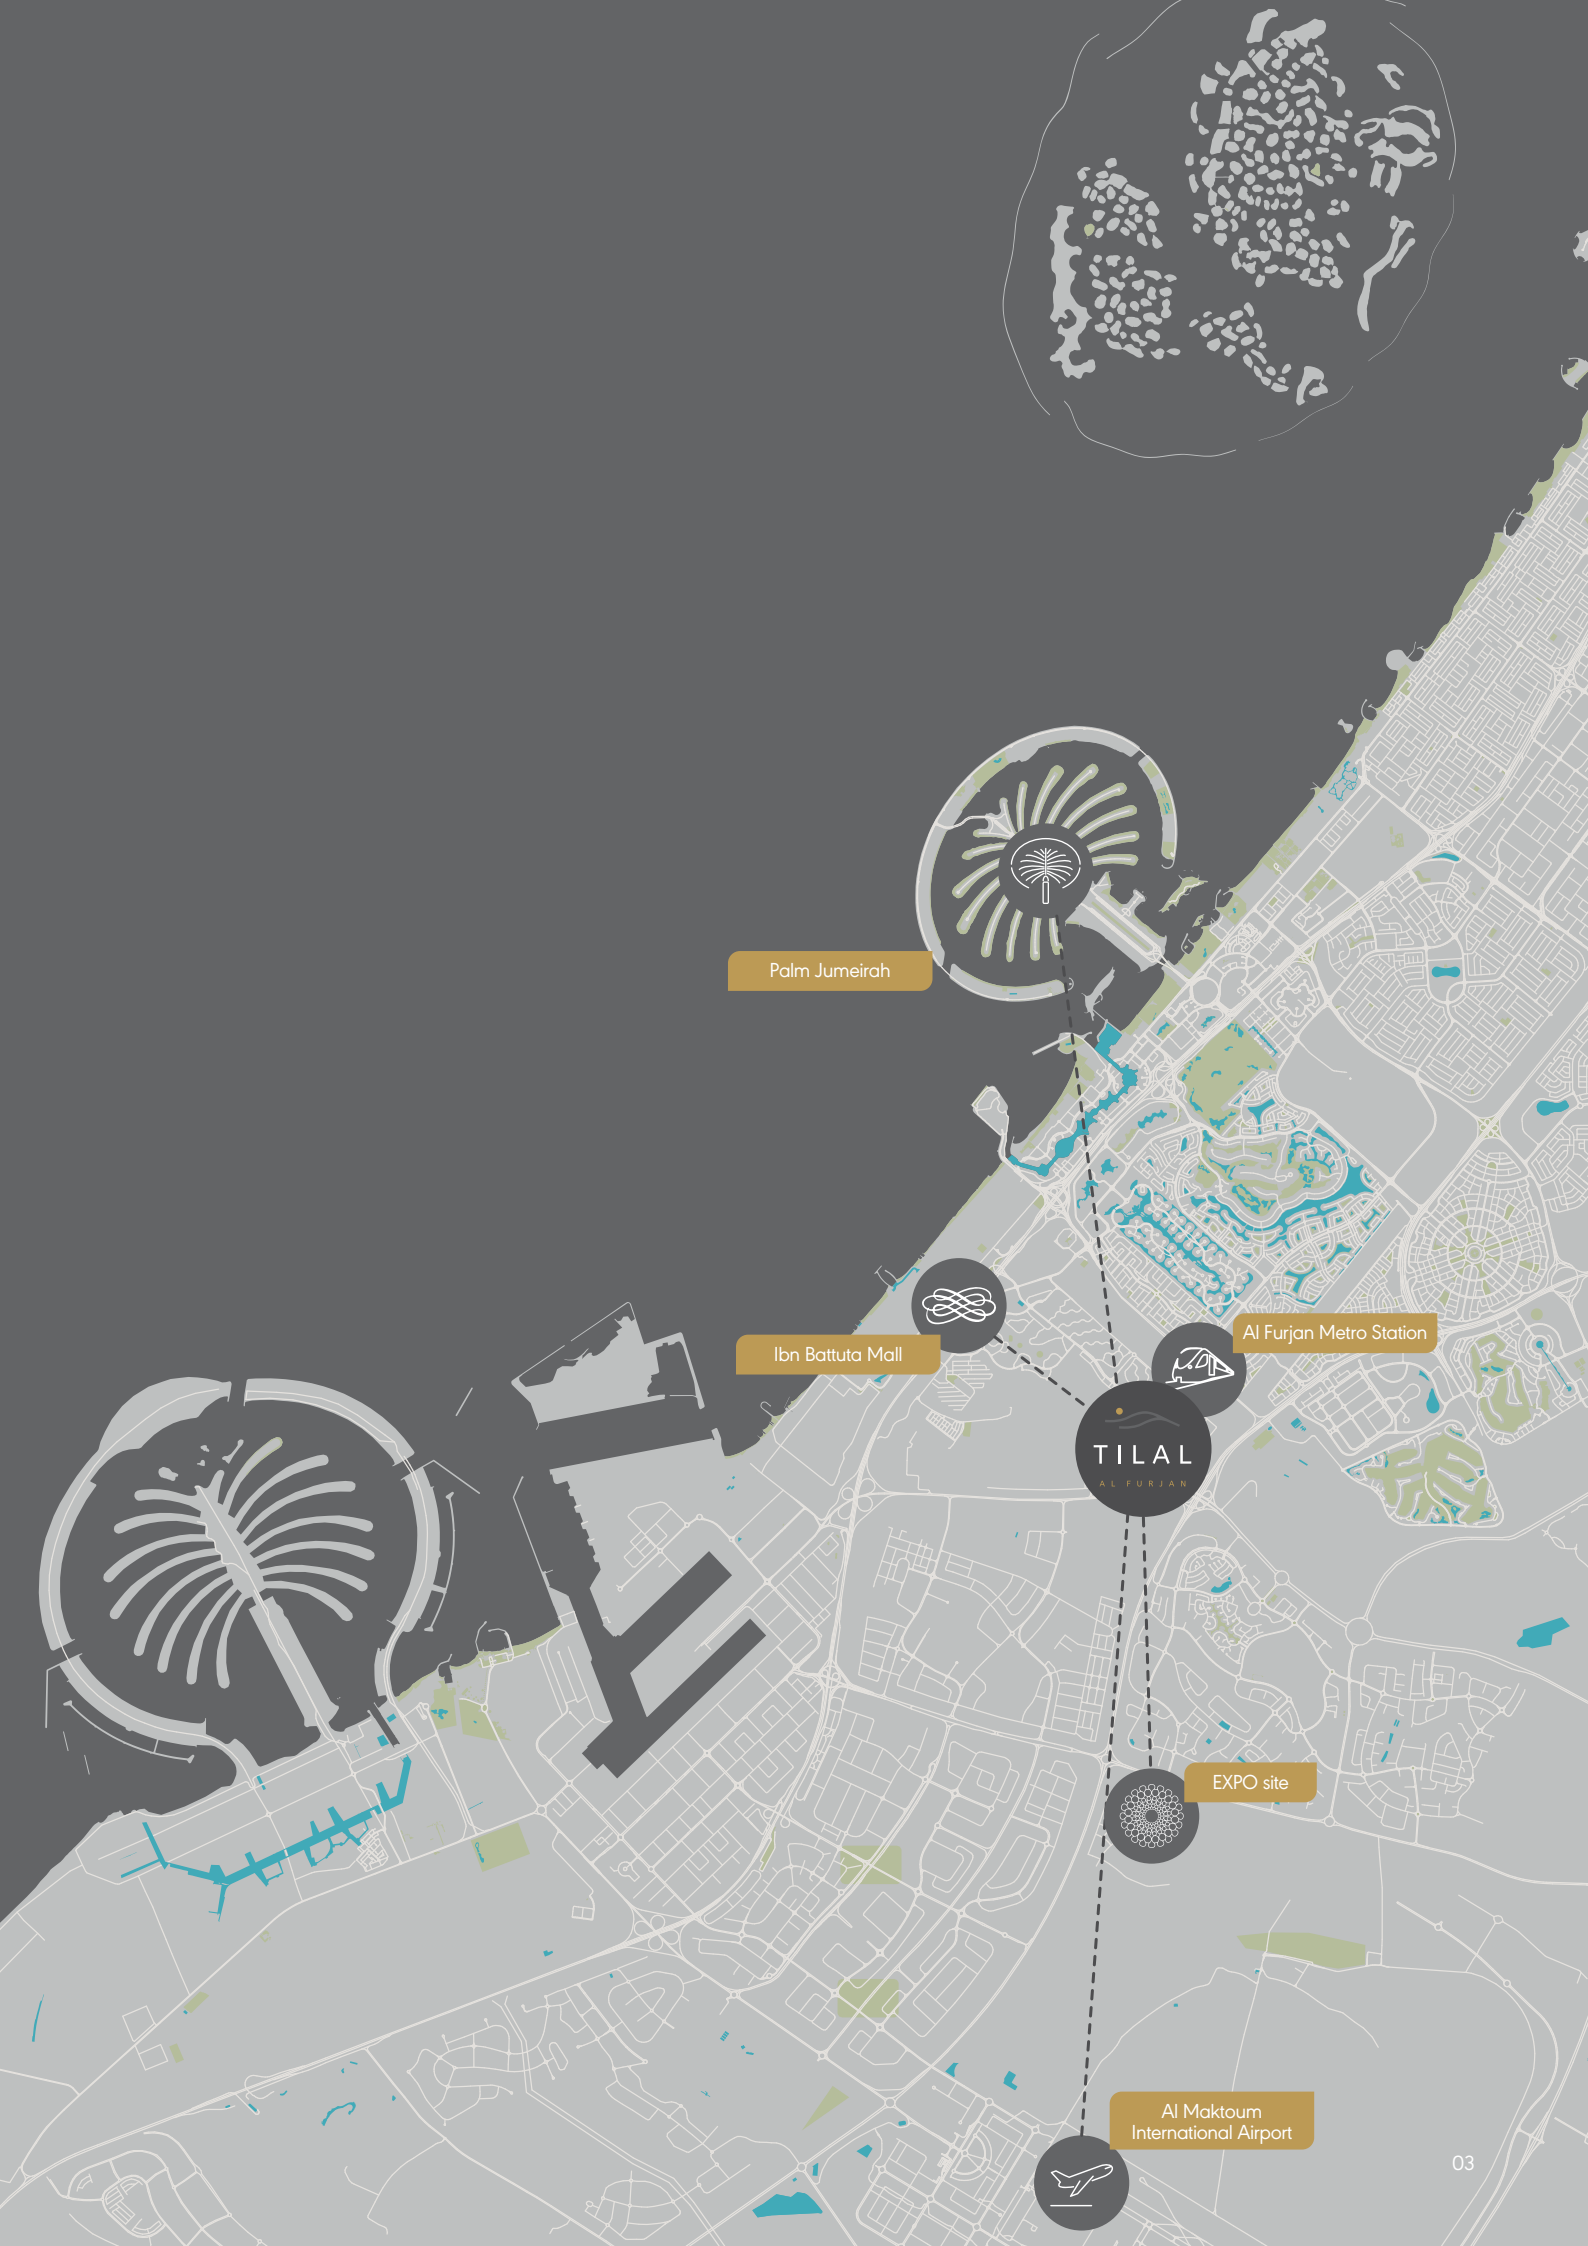 Palm Jumeirah
Al Furjan Metro Station
Ibn Battuta Mall
TILAL
AL FURJAN
EXPO site
Al Maktoum
International Airport
03